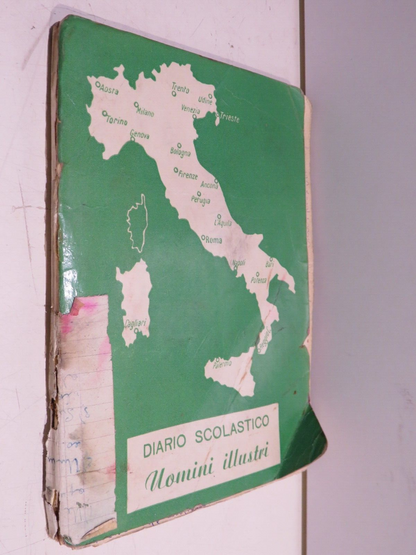 Aosta
Trento
Udine
Milano
Venezia
Trieste
Torino
Genova
Bologna
Firenze
Ancona
Perugia
L'Aquila
Roma
Bari
Napoli
Potenza
Cagliari
Palermo
DIARIO SCOLASTICO
Uomini illustri